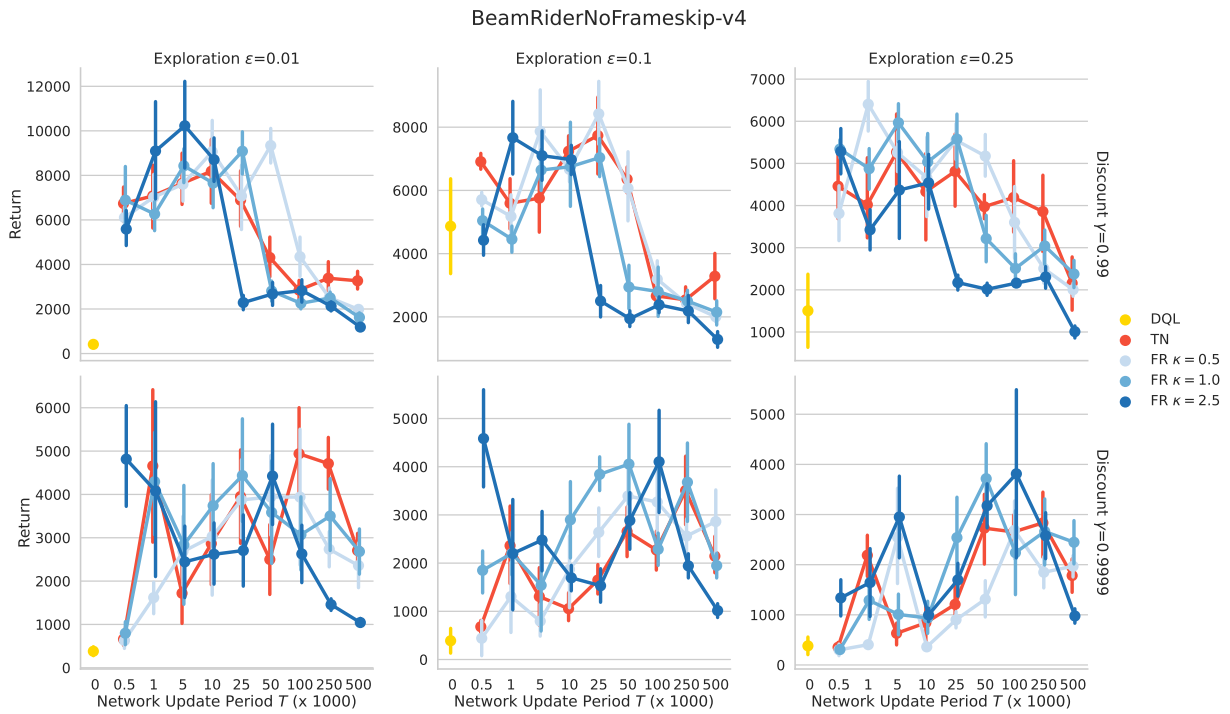 BeamRiderNoFrameskip-v4
Exploration ε=0.01
Exploration ε=0.1
Exploration ε=0.25
12000
10000
8000
6000
4000
2000
0
Return
8000
6000
4000
2000
7000
6000
5000
4000
3000
2000
1000
Discount γ=0.99
DQL
TN
FR κ = 0.5
FR κ = 1.0
FR κ = 2.5
6000
5000
4000
3000
2000
1000
0
Return
5000
4000
3000
2000
1000
0
5000
4000
3000
2000
1000
0
Discount γ=0.9999
0 0.5 1 5 10 25 50 100 250 500
0 0.5 1 5 10 25 50 100 250 500
0 0.5 1 5 10 25 50 100 250 500
Network Update Period T (x 1000)
Network Update Period T (x 1000)
Network Update Period T (x 1000)